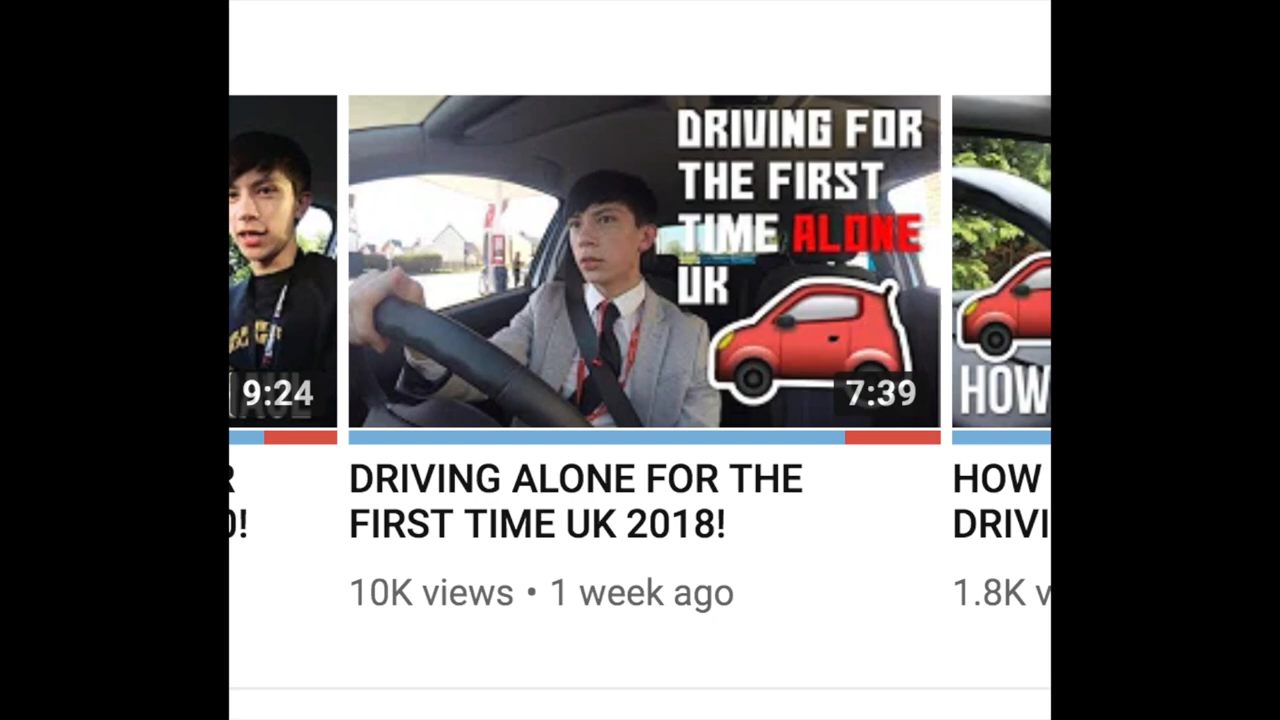 DRIVING FOR
THE FIRST
TIME ALONE
UK
9:24
7:39
HOW
DRIVING ALONE FOR THE
FIRST TIME UK 2018!
10K views • 1 week ago
HOW
DRIVI
1.8K v